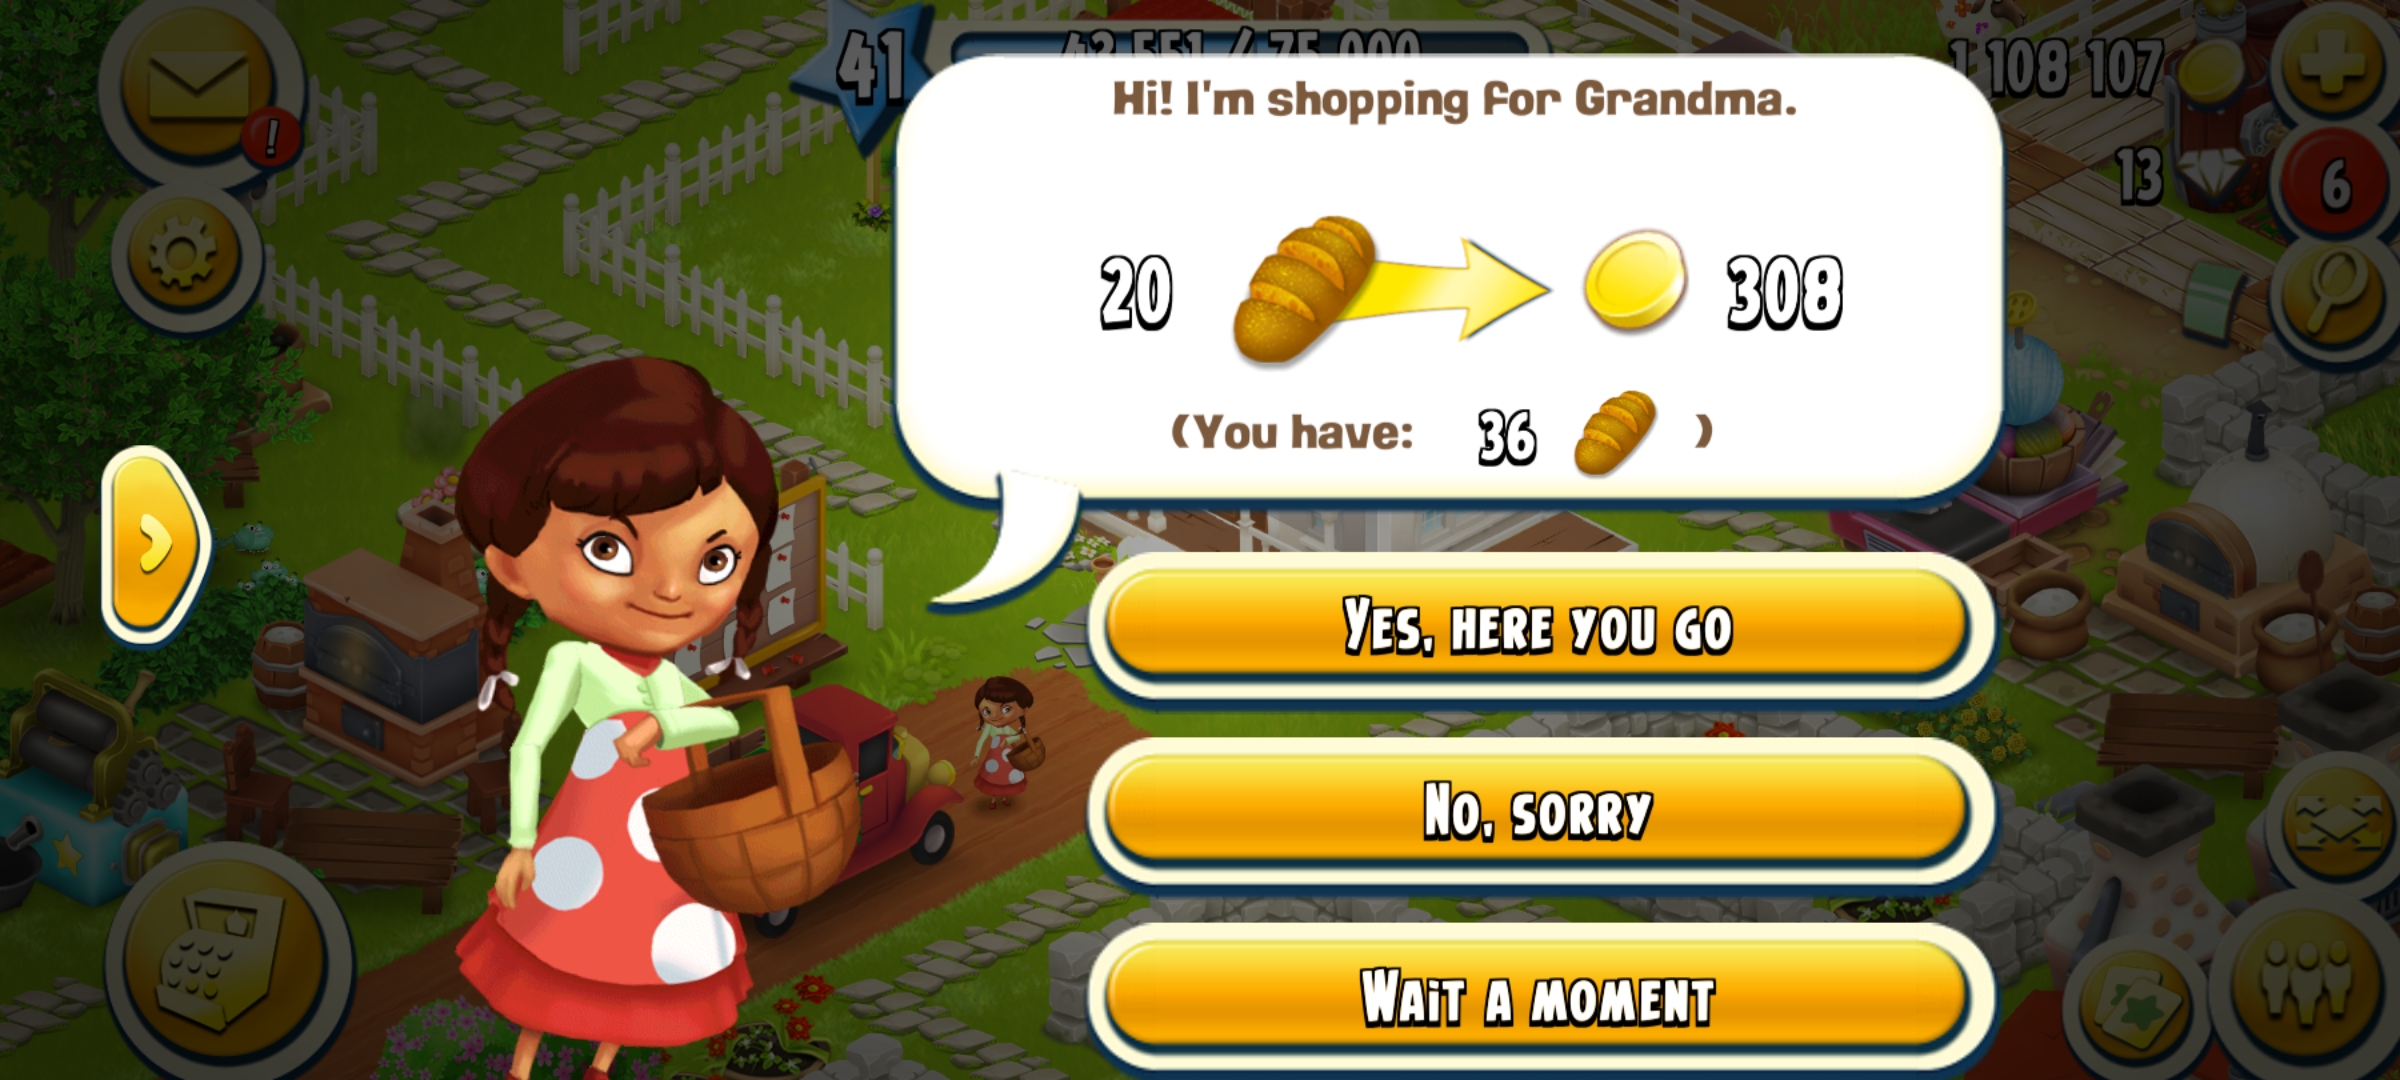 41
1 108 107
Hi! I'm shopping for Grandma.
13
6
20
308
(You have: 36 )
Yes, here you go
No, sorry
Wait a moment